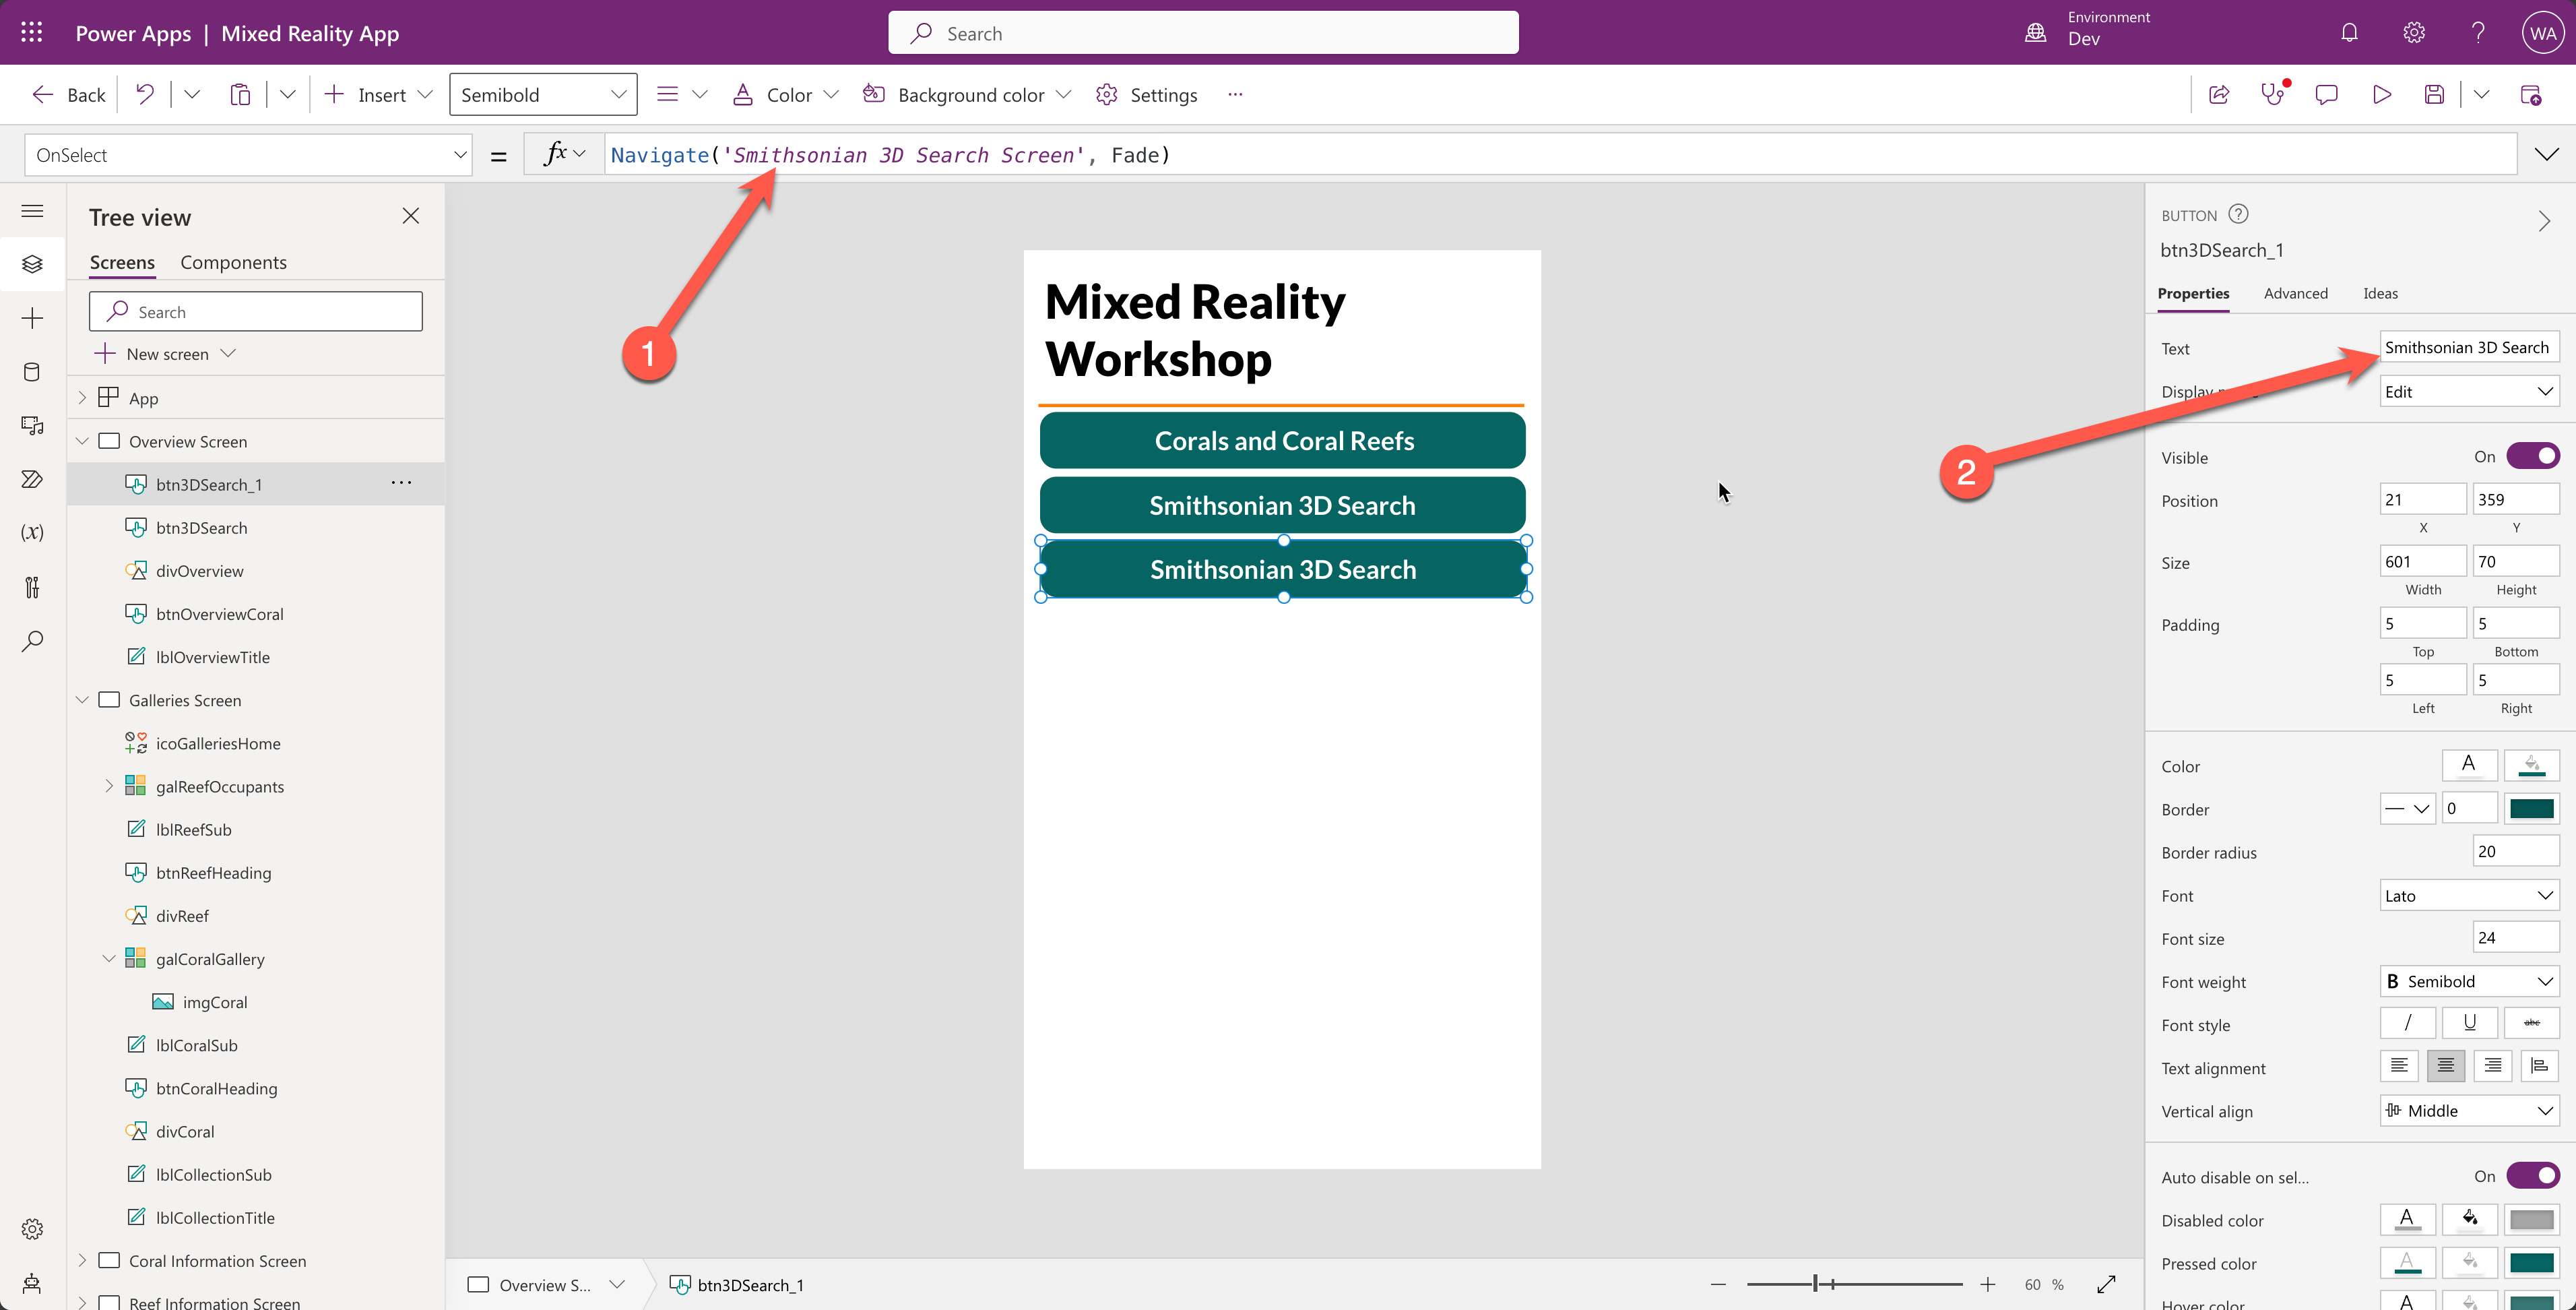 Power Apps | Mixed Reality App
Search
Environment
Dev
WA
Back
Insert
Semibold
Color
Background color
Settings
OnSelect
=
fx
Navigate('Smithsonian 3D Search Screen', Fade)
Tree view
Screens
Components
Search
New screen
App
Overview Screen
btn3DSearch_1
btn3DSearch
divOverview
btnOverviewCoral
lblOverviewTitle
Galleries Screen
icoGalleriesHome
galReefOccupants
lblReefSub
btnReefHeading
divReef
galCoralGallery
imgCoral
lblCoralSub
btnCoralHeading
divCoral
lblCollectionSub
lblCollectionTitle
Coral Information Screen
Reef Information Screen
1
Mixed Reality
Workshop
Corals and Coral Reefs
Smithsonian 3D Search
Smithsonian 3D Search
2
Overview S...
btn3DSearch_1
60 %
BUTTON
btn3DSearch_1
Properties
Advanced
Ideas
Text
Smithsonian 3D Search
Display
Edit
Visible
On
Position
21
359
X
Y
Size
601
70
Width
Height
Padding
5
5
Top
Bottom
5
5
Left
Right
Color
Border
0
Border radius
20
Font
Lato
Font size
24
Font weight
B Semibold
Font style
/
U
abc
Text alignment
Vertical align
Middle
Auto disable on sel...
On
Disabled color
Pressed color
Hover color